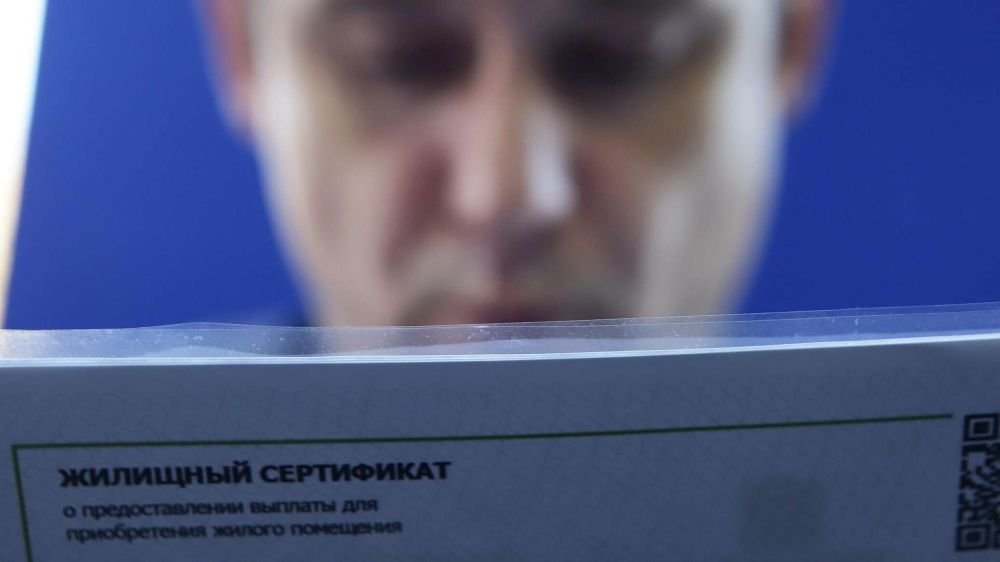 ЖИЛИЩНЫЙ СЕРТИФИКАТ
о предоставлении выплаты для
приобретения жилого помещения